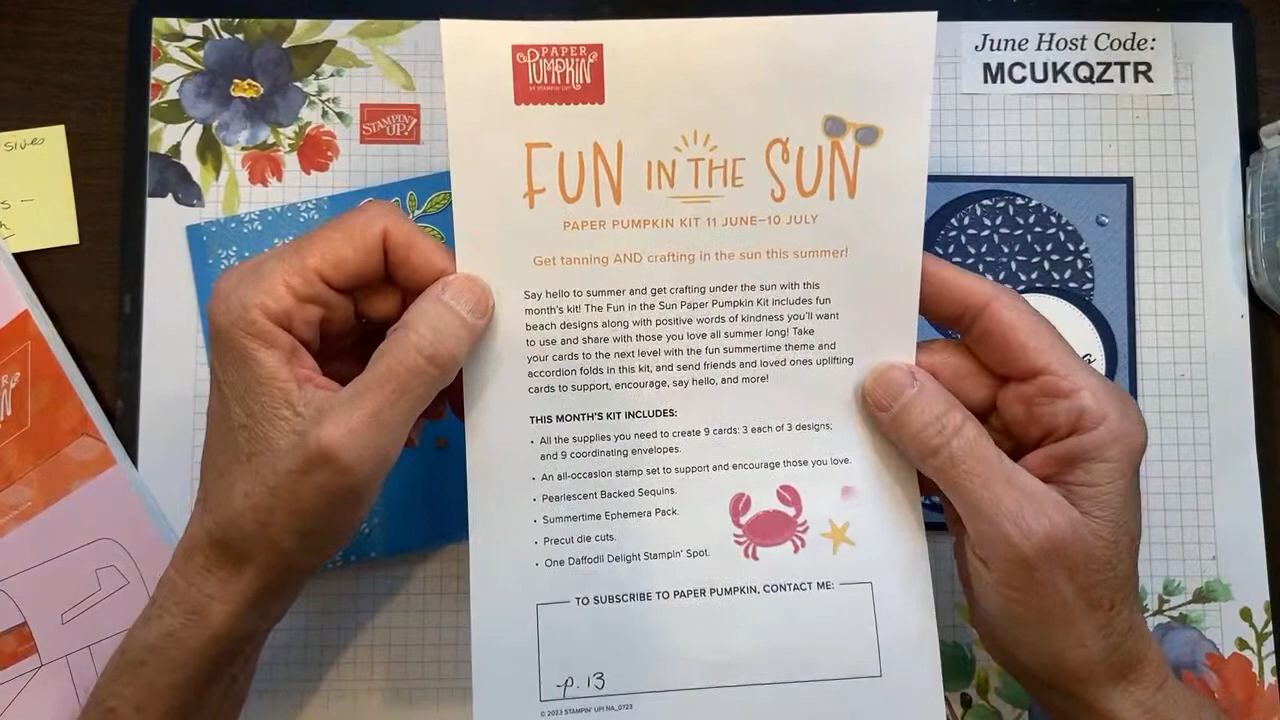 June Host Code:
MCUKQZTR
STAMPIN' UP!
PAPER
PUMPKIN
BY STAMPIN' UP!
FUN IN THE SUN
PAPER PUMPKIN KIT 11 JUNE–10 JULY
Get tanning AND crafting in the sun this summer!
Say hello to summer and get crafting under the sun with this
month's kit! The Fun in the Sun Paper Pumpkin Kit includes fun
beach designs along with positive words of kindness you'll want
to use and share with those you love all summer long! Take
your cards to the next level with the fun summertime theme and
accordion folds in this kit, and send friends and loved ones uplifting
cards to support, encourage, say hello, and more!
THIS MONTH'S KIT INCLUDES:
• All the supplies you need to create 9 cards: 3 each of 3 designs;
and 9 coordinating envelopes.
• An all-occasion stamp set to support and encourage those you love.
• Pearlescent Backed Sequins.
• Summertime Ephemera Pack.
• Precut die cuts.
• One Daffodil Delight Stampin' Spot.
TO SUBSCRIBE TO PAPER PUMPKIN, CONTACT ME:
p. 13
© 2023 STAMPIN' UP! NA_0723